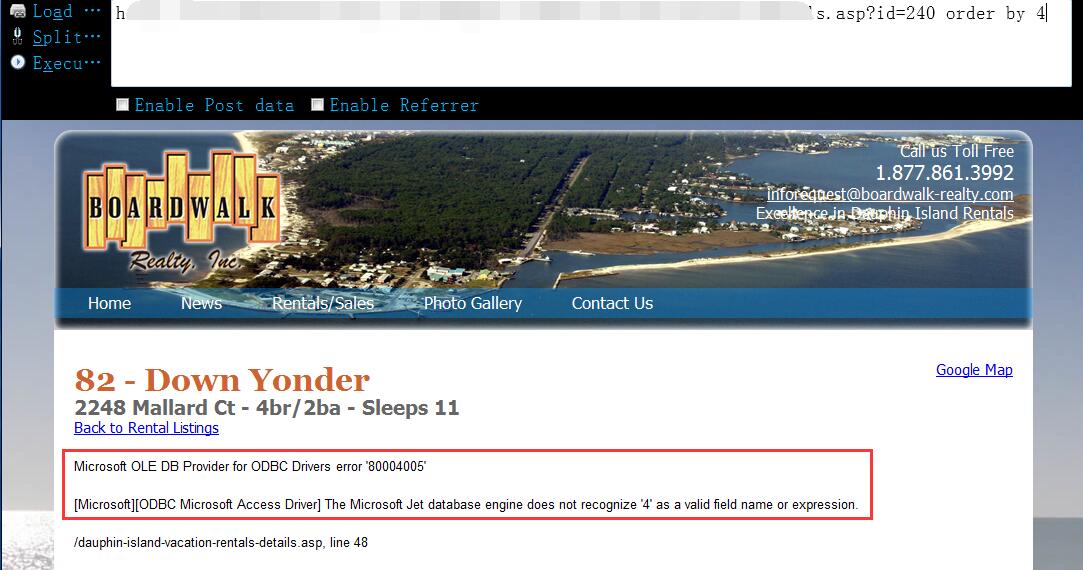 Load ···
Split···
Execu···
s.asp?id=240 order by 4
Enable Post data Enable Referrer
BOARDWALK
Realty, Inc.
Call us Toll Free
1.877.861.3992
inforequest@boardwalk-realty.com
Excellence in Dauphin Island Rentals
Home News Rentals/Sales Photo Gallery Contact Us
82 - Down Yonder
Google Map
2248 Mallard Ct - 4br/2ba - Sleeps 11
Back to Rental Listings
Microsoft OLE DB Provider for ODBC Drivers error '80004005'
[Microsoft][ODBC Microsoft Access Driver] The Microsoft Jet database engine does not recognize '4' as a valid field name or expression.
/dauphin-island-vacation-rentals-details.asp, line 48